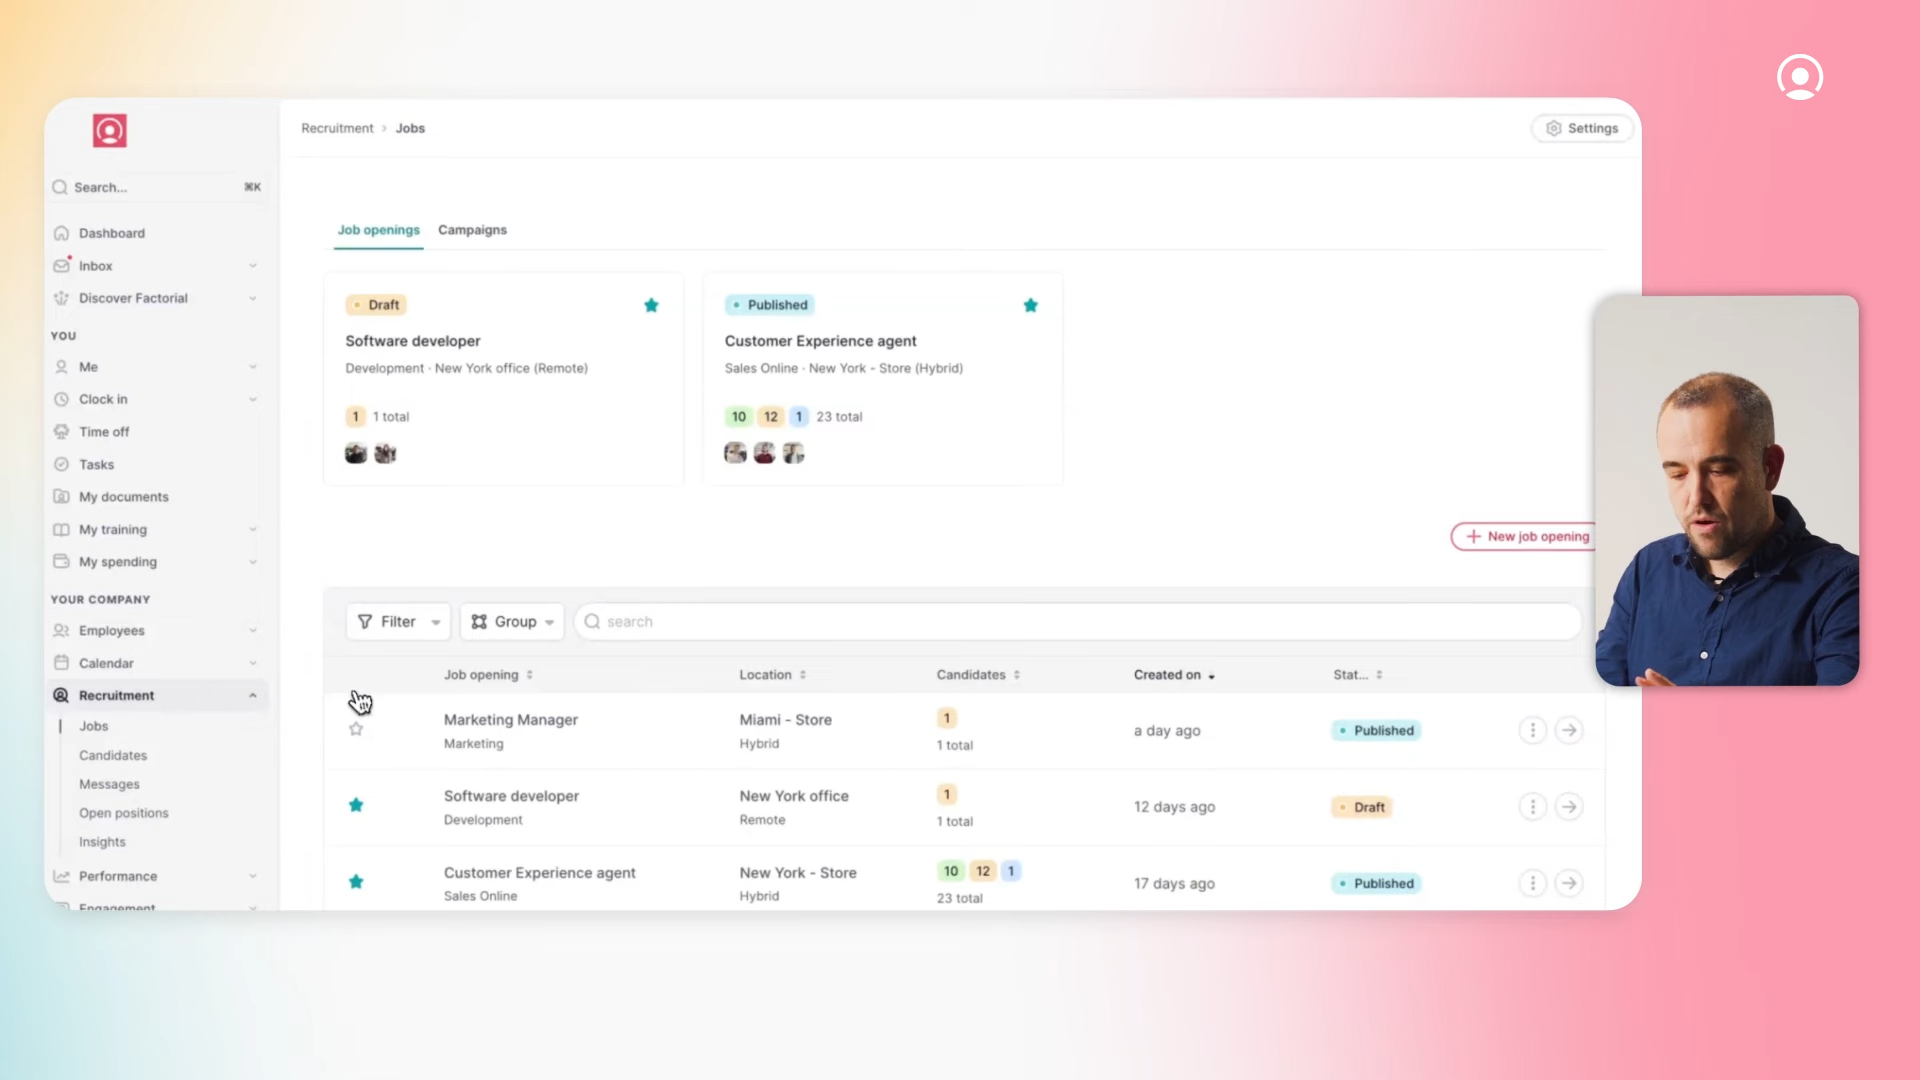 Recruitment > Jobs
Settings
Search...
⌘K
Dashboard
Inbox
Discover Factorial
YOU
Me
Clock in
Time off
Tasks
My documents
My training
My spending
YOUR COMPANY
Employees
Calendar
Recruitment
Jobs
Candidates
Messages
Open positions
Insights
Performance
Engagement
Job openings
Campaigns
Draft
Software developer
Development · New York office (Remote)
1 1 total
Published
Customer Experience agent
Sales Online · New York - Store (Hybrid)
10 12 1 23 total
+ New job opening
Filter
Group
search
Job opening
Location
Candidates
Created on
Stat...
Marketing Manager
Marketing
Miami - Store
Hybrid
1
1 total
a day ago
Published
Software developer
Development
New York office
Remote
1
1 total
12 days ago
Draft
Customer Experience agent
Sales Online
New York - Store
Hybrid
10 12 1
23 total
17 days ago
Published